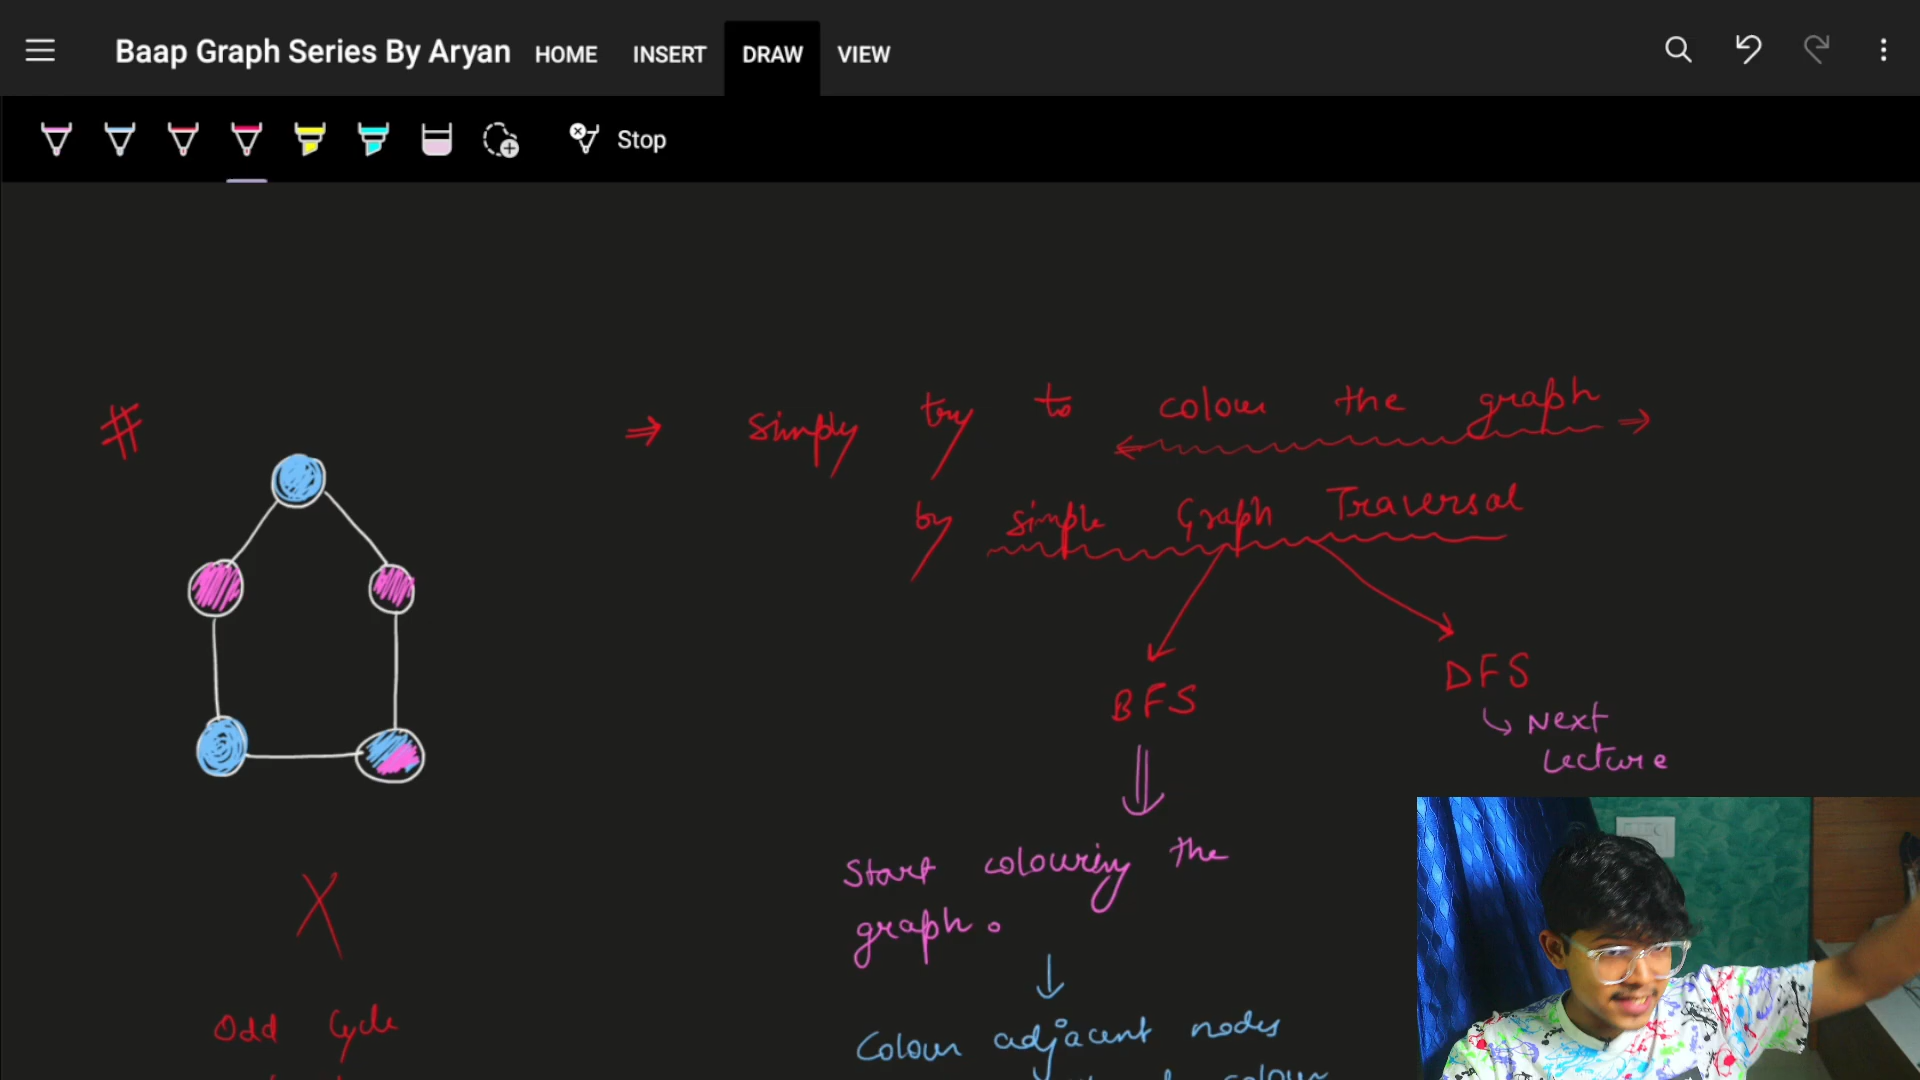 Baap Graph Series By Aryan HOME INSERT DRAW VIEW
Stop
# ⇒ Simply try to colour the graph
by simple Graph Traversal
BFS
DFS
↳ Next
Lecture
Start colouring the
graph.
X
Odd Cycle
Colour adjacent nodes
colour